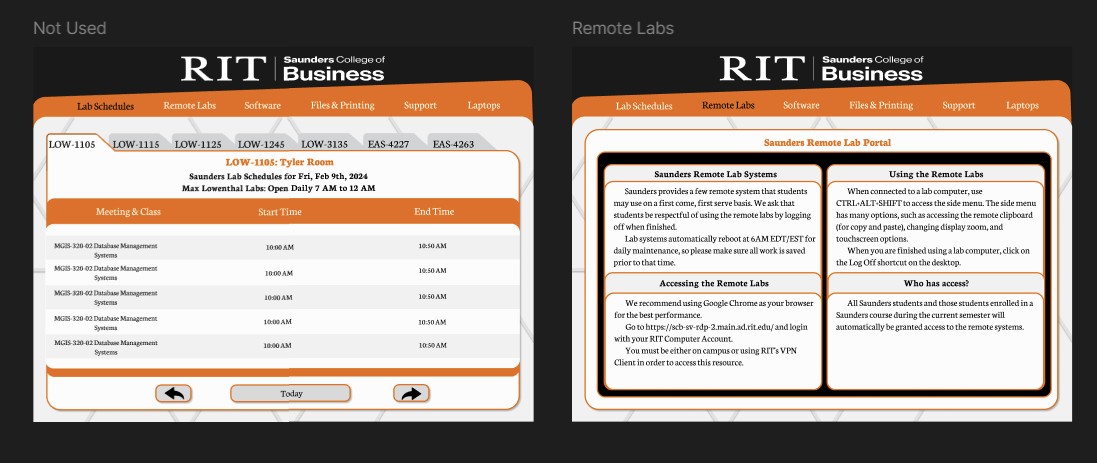 Not Used
RIT
Saunders College of
Business
Lab Schedules Remote Labs Software Files & Printing Support Laptops
LOW-1105 LOW-1115 LOW-1125 LOW-1245 LOW-3135 EAS-4227 EAS-4263
LOW-1105: Tyler Room
Saunders Lab Schedules for Fri, Feb 9th, 2024
Max Lowenthal Labs: Open Daily 7 AM to 12 AM
Meeting & Class Start Time End Time
MGIS-320-02 Database Management
Systems
10:00 AM 10:50 AM
MGIS-320-02 Database Management
Systems
10:00 AM 10:50 AM
MGIS-320-02 Database Management
Systems
10:00 AM 10:50 AM
MGIS-320-02 Database Management
Systems
10:00 AM 10:50 AM
MGIS-320-02 Database Management
Systems
10:00 AM 10:50 AM
Today
Remote Labs
RIT
Saunders College of
Business
Lab Schedules Remote Labs Software Files & Printing Support Laptops
Saunders Remote Lab Portal
Saunders Remote Lab Systems
Saunders provides a few remote system that students
may use on a first come, first serve basis. We ask that
students be respectful of using the remote labs by logging
off when finished.
Lab systems automatically reboot at 6AM EDT/EST for
daily maintenance, so please make sure all work is saved
prior to that time.
Using the Remote Labs
When connected to a lab computer, use
CTRL-ALT-SHIFT to access the side menu. The side menu
has many options, such as accessing the remote clipboard
(for copy and paste), changing display zoom, and
touchscreen options.
When you are finished using a lab computer, click on
the Log Off shortcut on the desktop.
Accessing the Remote Labs
We recommend using Google Chrome as your browser
for the best performance.
Go to https://scb-sv-rdp-2.main.ad.rit.edu/ and login
with your RIT Computer Account.
You must be either on campus or using RIT's VPN
Client in order to access this resource.
Who has access?
All Saunders students and those students enrolled in a
Saunders course during the current semester will
automatically be granted access to the remote systems.